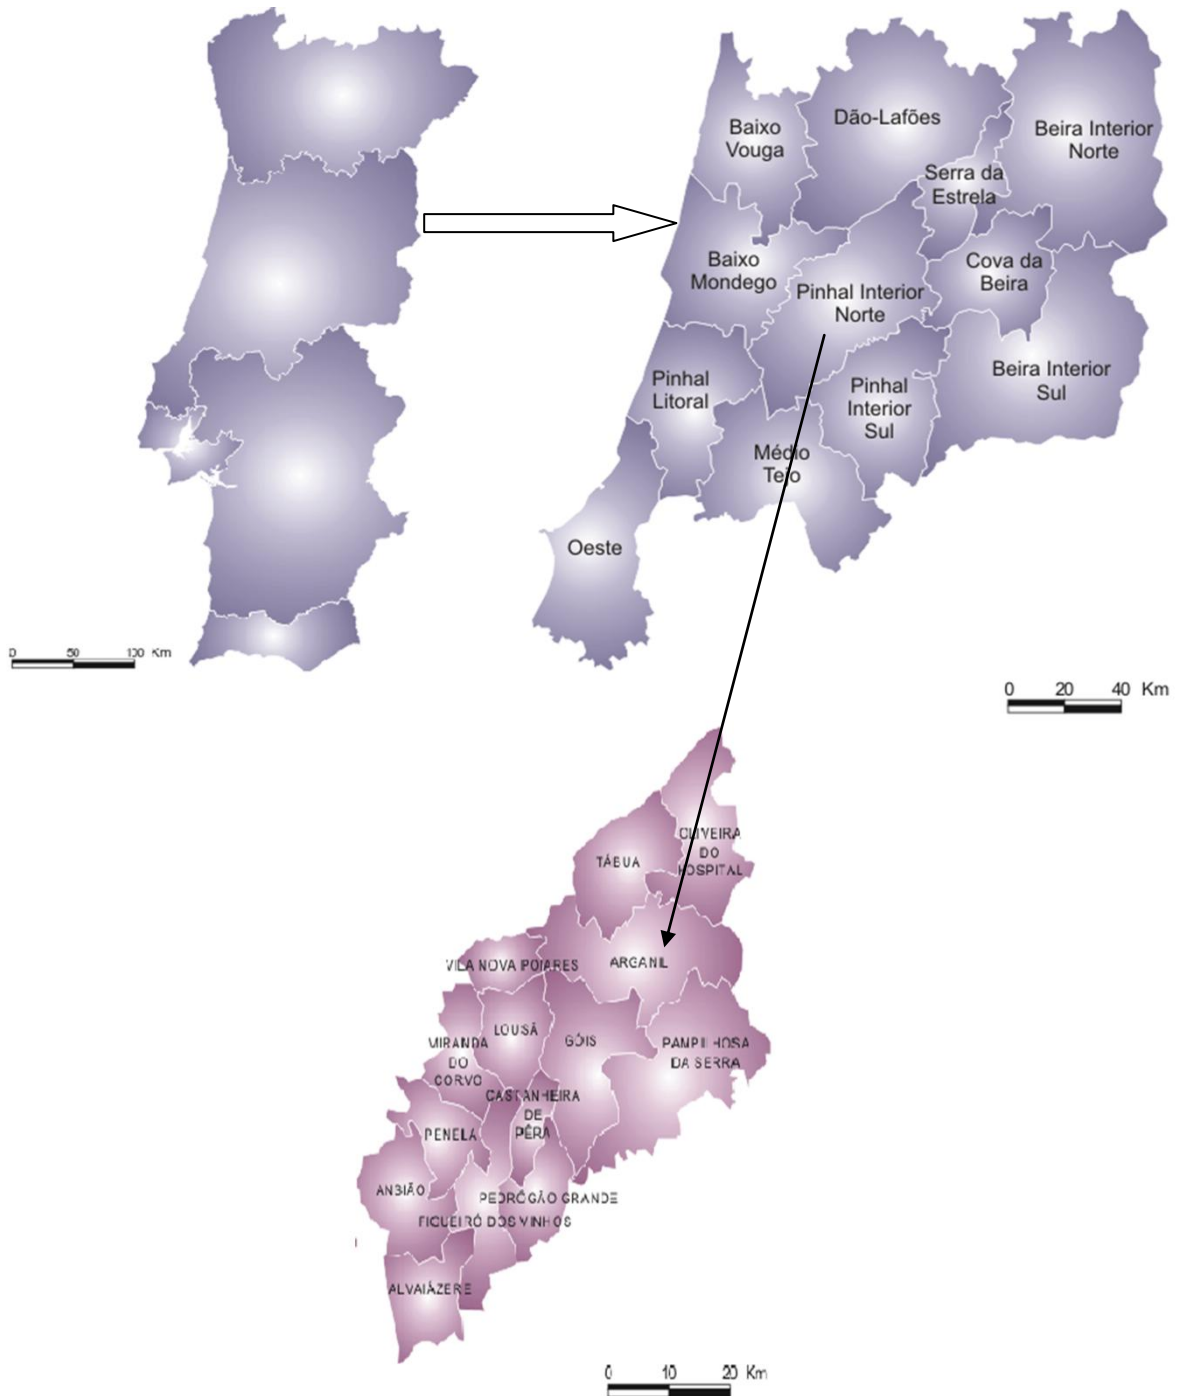 Baixo
Vouga
Dão-Lafões
Beira Interior
Norte
Serra da
Estrela
Baixo
Mondego
Pinhal Interior
Norte
Cova da
Beira
Pinhal
Litoral
Pinhal
Interior
Sul
Beira Interior
Sul
Médio
Tejo
Oeste
0 50 100 Km
0 20 40 Km
OLIVEIRA
DO
HOSPITAL
TÁBUA
ARGANIL
VILA NOVA POIARES
LOUSÃ
GÓIS
MIRANDA
DO
CORVO
PAMPILHOSA
DA SERRA
CASTANHEIRA
DE
PÊRA
PENELA
ANSIÃO
PEDRÓGÃO GRANDE
FIGUEIRÓ DOS VINHOS
ALVAIÁZERE
0 10 20 Km